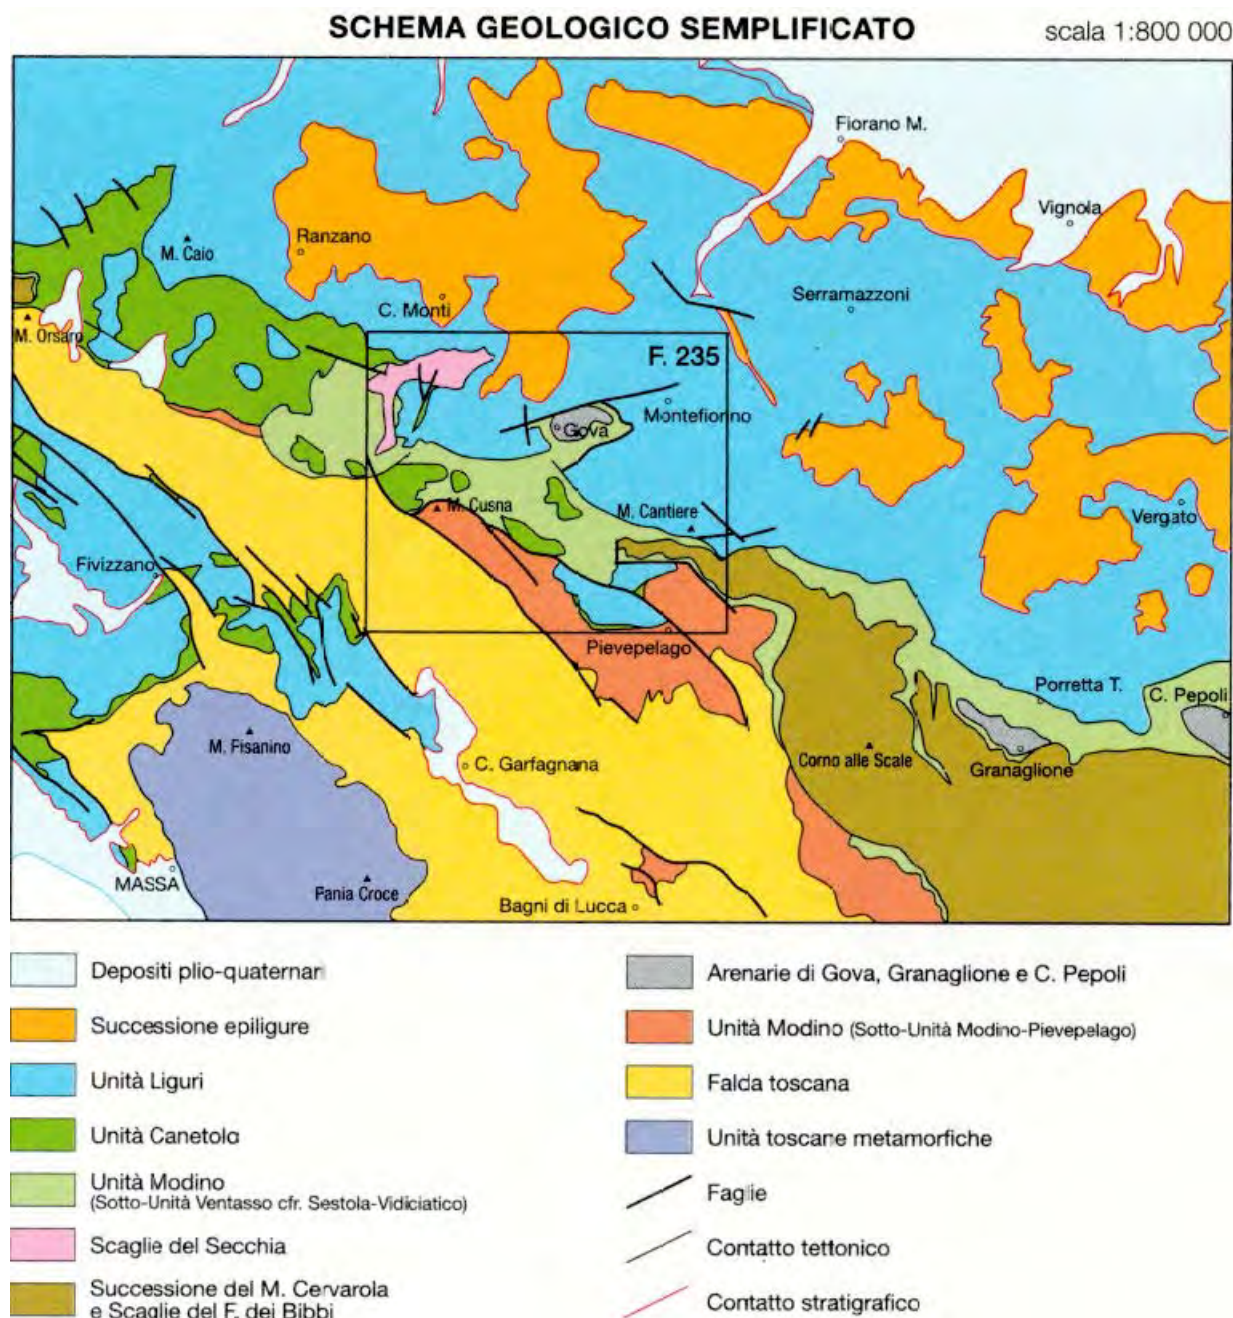 SCHEMA GEOLOGICO SEMPLIFICATO
scala 1:800 000
Fiorano M.
Vignola
Ranzano
M. Caio
C. Monti
Serramazzoni
M. Orsaro
F. 235
Montefiorino
Gova
M. Cusna
M. Cantiere
Vergato
Fivizzano
Pievepelago
Porretta T.
C. Pepoli
M. Fisanino
C. Garfagnana
Corno alle Scale
Granaglione
MASSA
Pania Croce
Bagni di Lucca
Depositi plio-quaternari
Successione epiligure
Unità Liguri
Unità Canetolo
Unità Modino
(Sotto-Unità Ventasso cfr. Sestola-Vidiciatico)
Scaglie del Secchia
Successione del M. Cervarola
e Scaglie del F. dei Bibbi
Arenarie di Gova, Granaglione e C. Pepoli
Unità Modino (Sotto-Unità Modino-Pievepelago)
Falda toscana
Unità toscane metamorfiche
Faglie
Contatto tettonico
Contatto stratigrafico